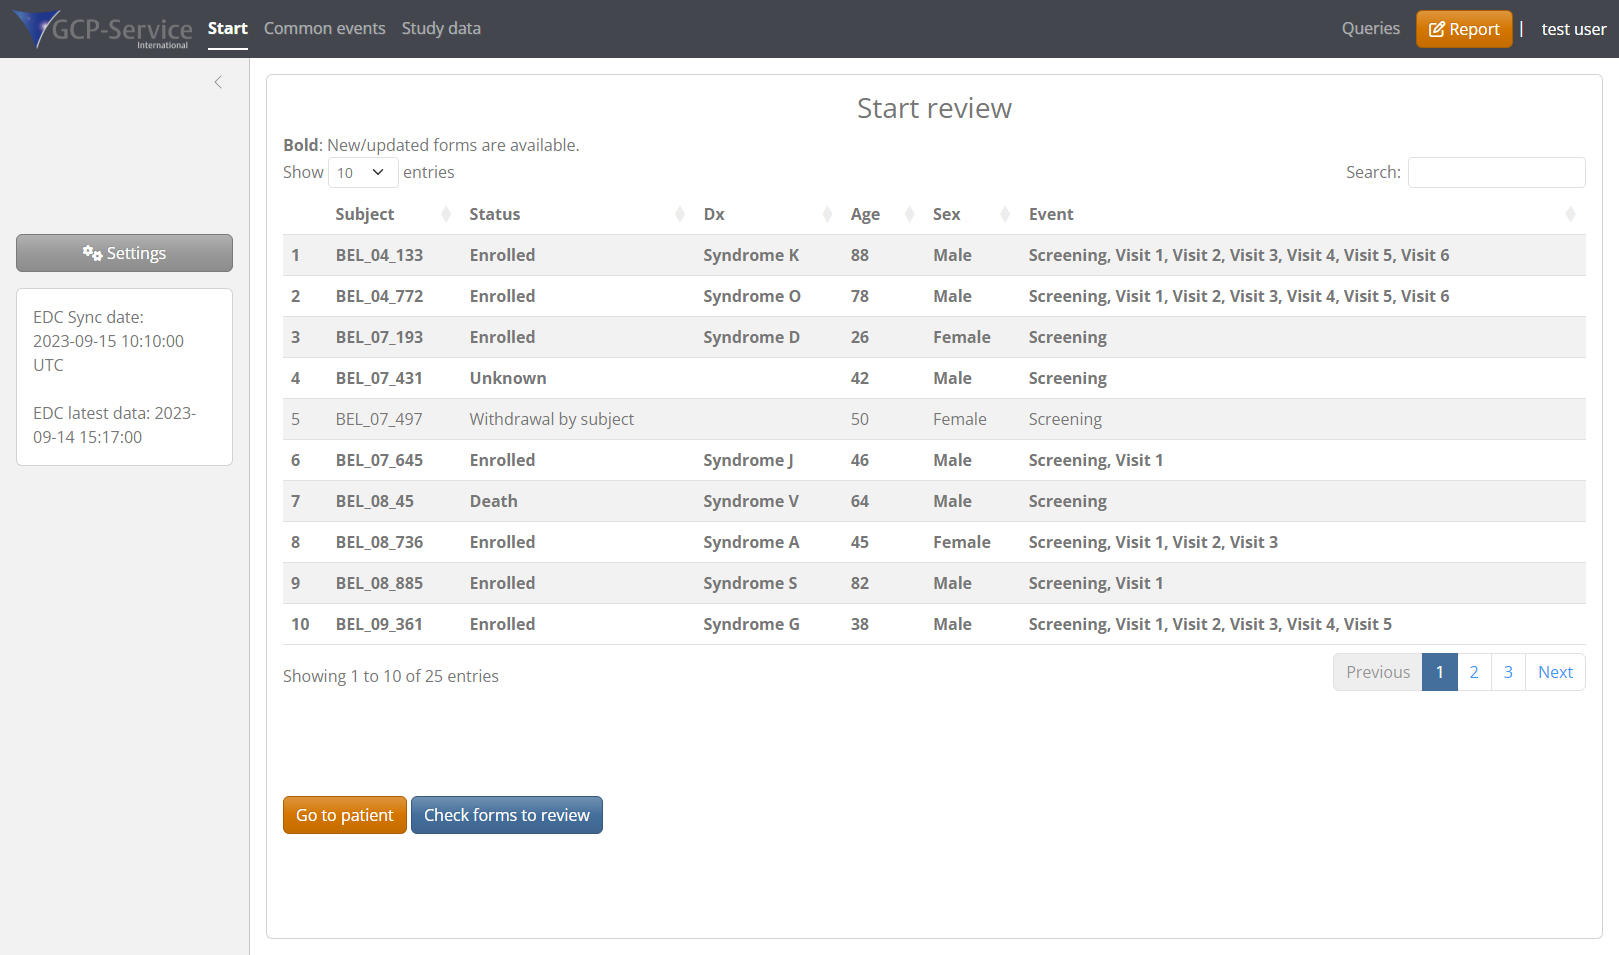 GCP-Service
International
Start Common events Study data
Queries Report | test user
Settings
EDC Sync date:
2023-09-15 10:10:00
UTC
EDC latest data: 2023-
09-14 15:17:00
Start review
Bold: New/updated forms are available.
Show 10 entries
Search:
Subject Status Dx Age Sex Event
1 BEL_04_133 Enrolled Syndrome K 88 Male Screening, Visit 1, Visit 2, Visit 3, Visit 4, Visit 5, Visit 6
2 BEL_04_772 Enrolled Syndrome O 78 Male Screening, Visit 1, Visit 2, Visit 3, Visit 4, Visit 5, Visit 6
3 BEL_07_193 Enrolled Syndrome D 26 Female Screening
4 BEL_07_431 Unknown 42 Male Screening
5 BEL_07_497 Withdrawal by subject 50 Female Screening
6 BEL_07_645 Enrolled Syndrome J 46 Male Screening, Visit 1
7 BEL_08_45 Death Syndrome V 64 Male Screening
8 BEL_08_736 Enrolled Syndrome A 45 Female Screening, Visit 1, Visit 2, Visit 3
9 BEL_08_885 Enrolled Syndrome S 82 Male Screening, Visit 1
10 BEL_09_361 Enrolled Syndrome G 38 Male Screening, Visit 1, Visit 2, Visit 3, Visit 4, Visit 5
Showing 1 to 10 of 25 entries
Previous 1 2 3 Next
Go to patient Check forms to review